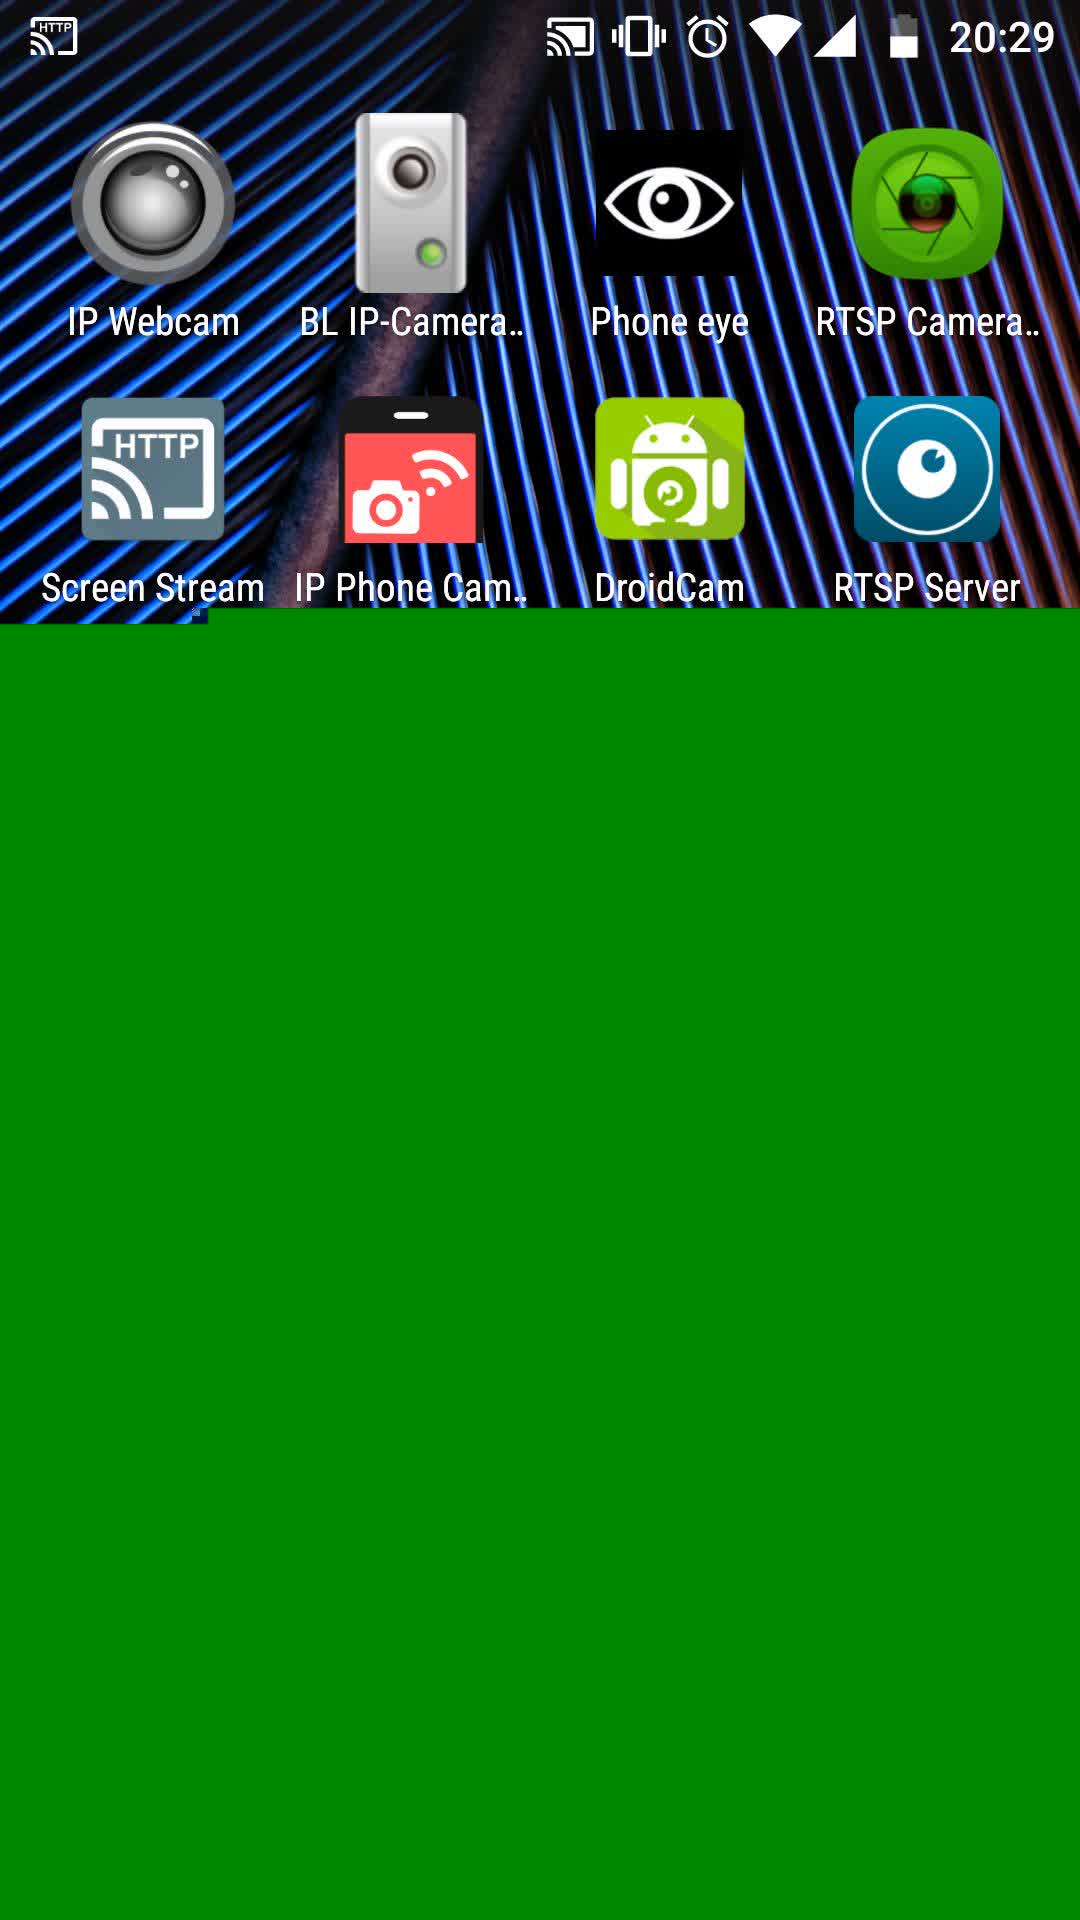 HTTP 20:29
IP Webcam BL IP-Camera.. Phone eye RTSP Camera..
HTTP
Screen Stream IP Phone Cam.. DroidCam RTSP Server